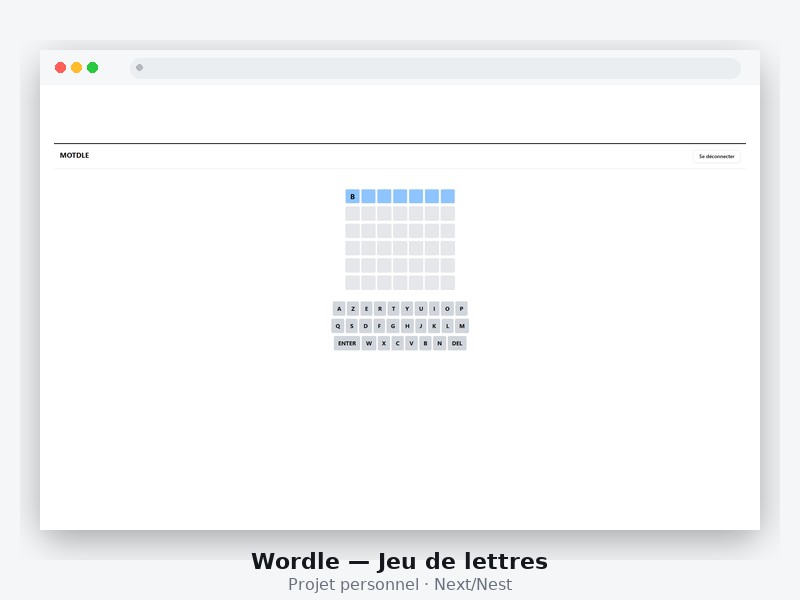 MOTDLE
Se déconnecter
B
A Z E R T Y U I O P
Q S D F G H J K L M
ENTER W X C V B N DEL
Wordle — Jeu de lettres
Projet personnel · Next/Nest